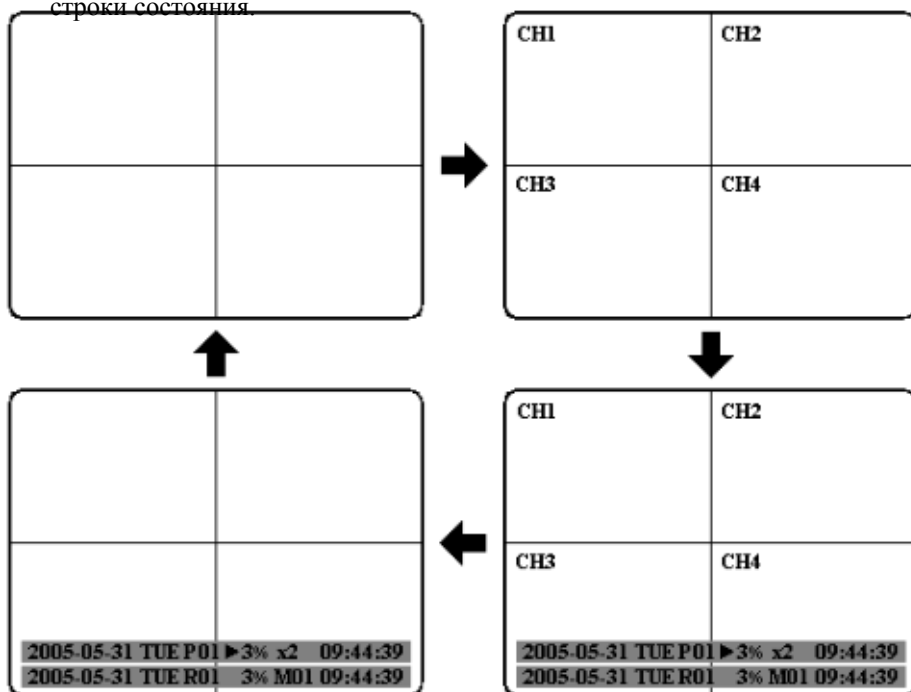 строки состояния.
CH1 CH2
CH3 CH4
2005-05-31 TUE P01 ►3% x2 09:44:39
2005-05-31 TUE R01 3% M01 09:44:39
CH1 CH2
CH3 CH4
2005-05-31 TUE P01 ►3% x2 09:44:39
2005-05-31 TUE R01 3% M01 09:44:39